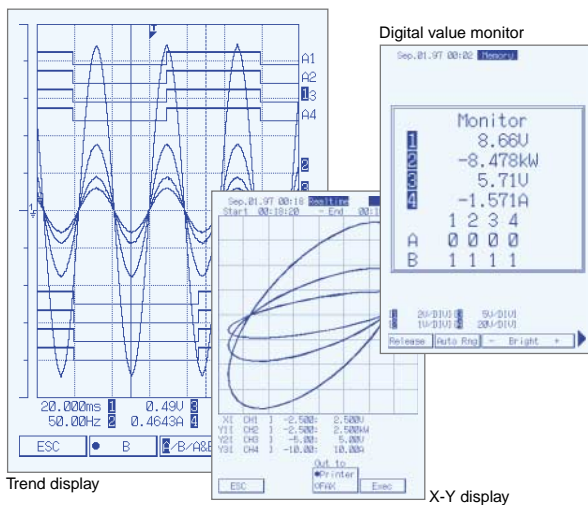 Digital value monitor
Sep.01.97 00:02 Memory
Monitor
1 8.66V
2 -8.478kW
3 5.71V
4 -1.571A
1 2 3 4
A 0 0 0 0
B 1 1 1 1
1 2V/DIV 5V/DIV
1V/DIV 20V/DIV
Release Auto Rng - Bright +
T
A1
A2
13
A4
2
2
1
20.000ms 1 0.49V 3
50.00Hz 2 0.4643A 4
ESC B A/B/A&B
Trend display
Sep.01.97 00:18 Realtime
Start 00:18:20 - End
X[ CH1 ] -2.500: 2.500V
Y1[ CH2 ] -2.500: 2.500kW
Y2[ CH3 ] -5.00: 5.00V
Y3[ CH4 ] -10.00: 10.00A
Out to
Printer
FAX
ESC Exec
X-Y display